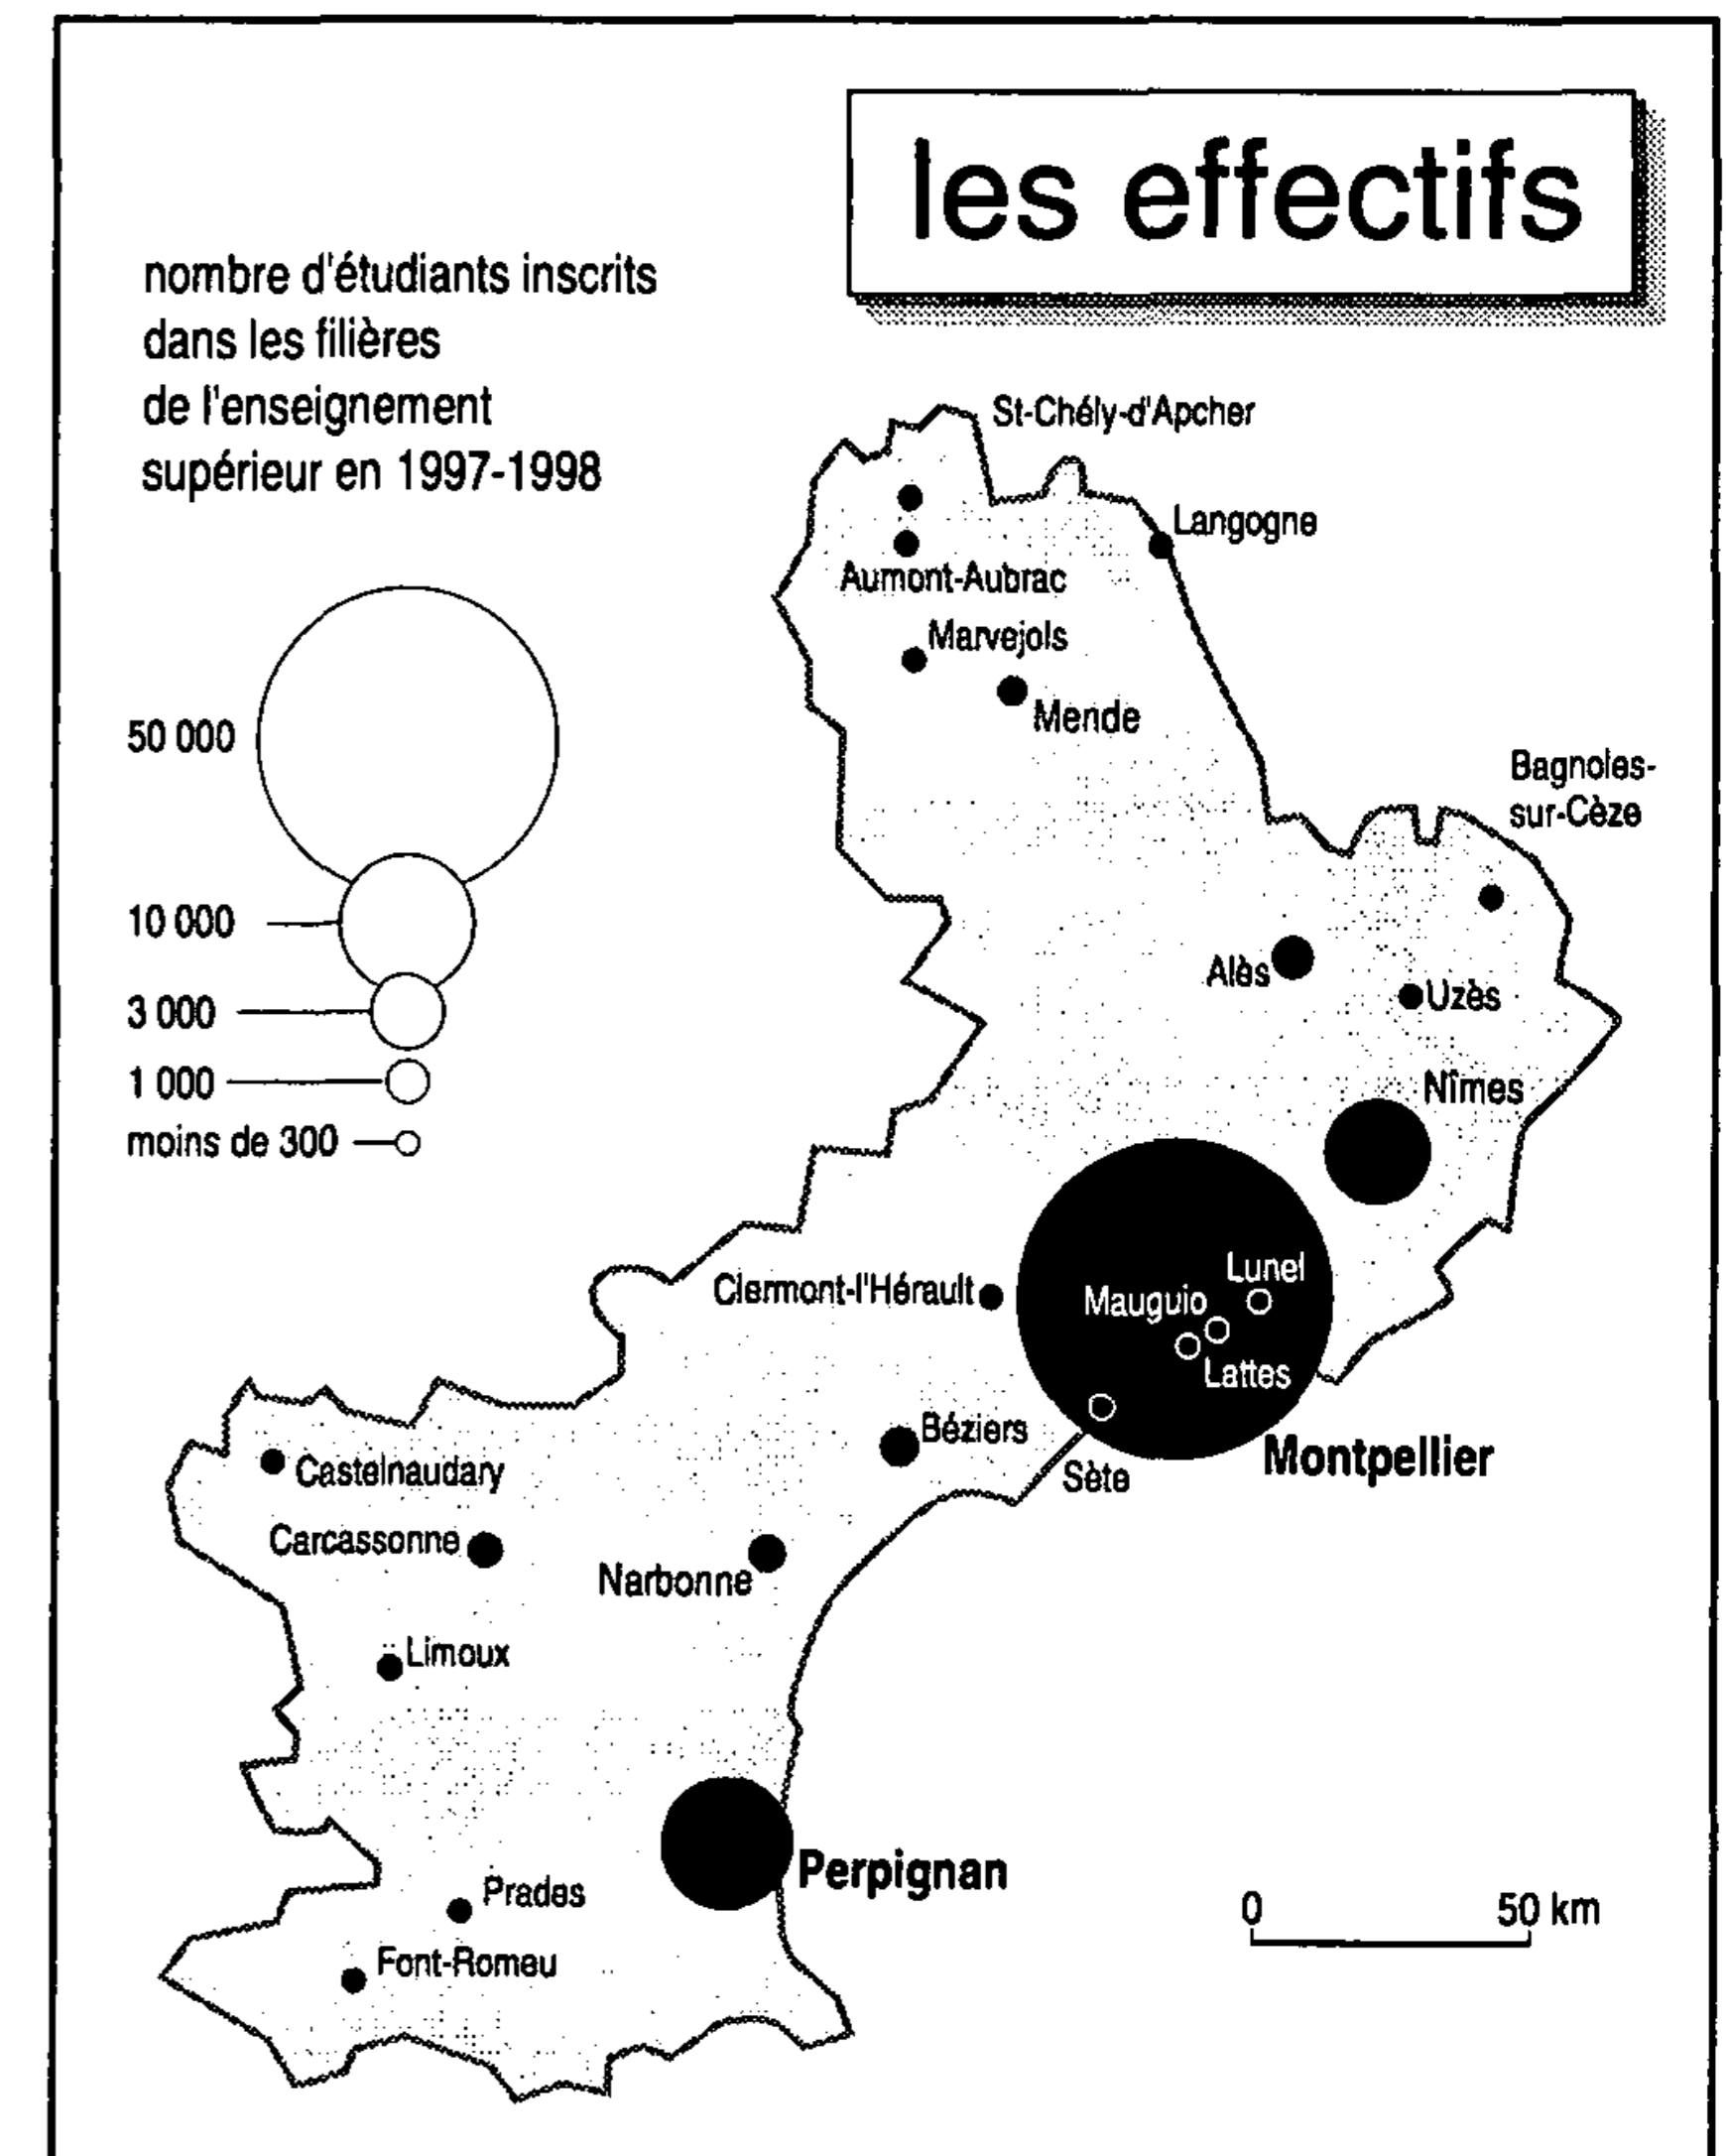 les effectifs
nombre d'étudiants inscrits
dans les filières
de l'enseignement
supérieur en 1997-1998
50 000
10 000
3 000
1 000
moins de 300
St-Chély-d'Apcher
Langogne
Aumont-Aubrac
Marvejols
Mende
Bagnoles-
sur-Cèze
Alès
Uzès
Nîmes
Lunel
Clermont-l'Hérault
Mauguio
Lattes
Béziers
Montpellier
Sète
Castelnaudary
Carcassonne
Narbonne
Limoux
Perpignan
Prades
Font-Romeu
0
50 km